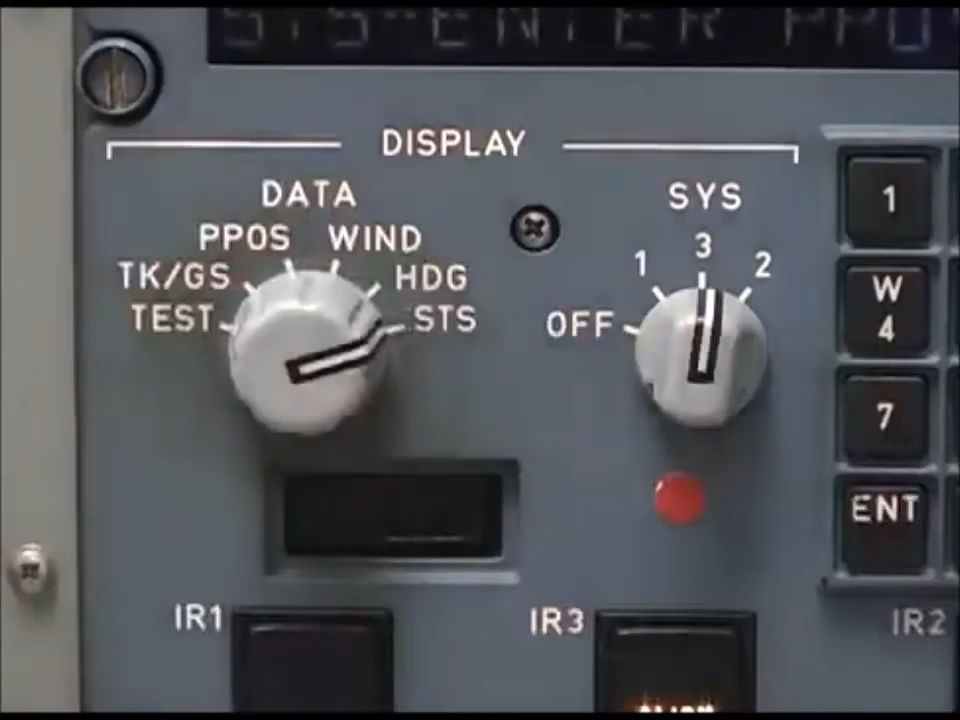 DISPLAY
DATA
SYS
PPOS WIND
3
1 2
TK/GS HDG
TEST STS
OFF
1
W
4
7
ENT
IR1
IR3
IR2